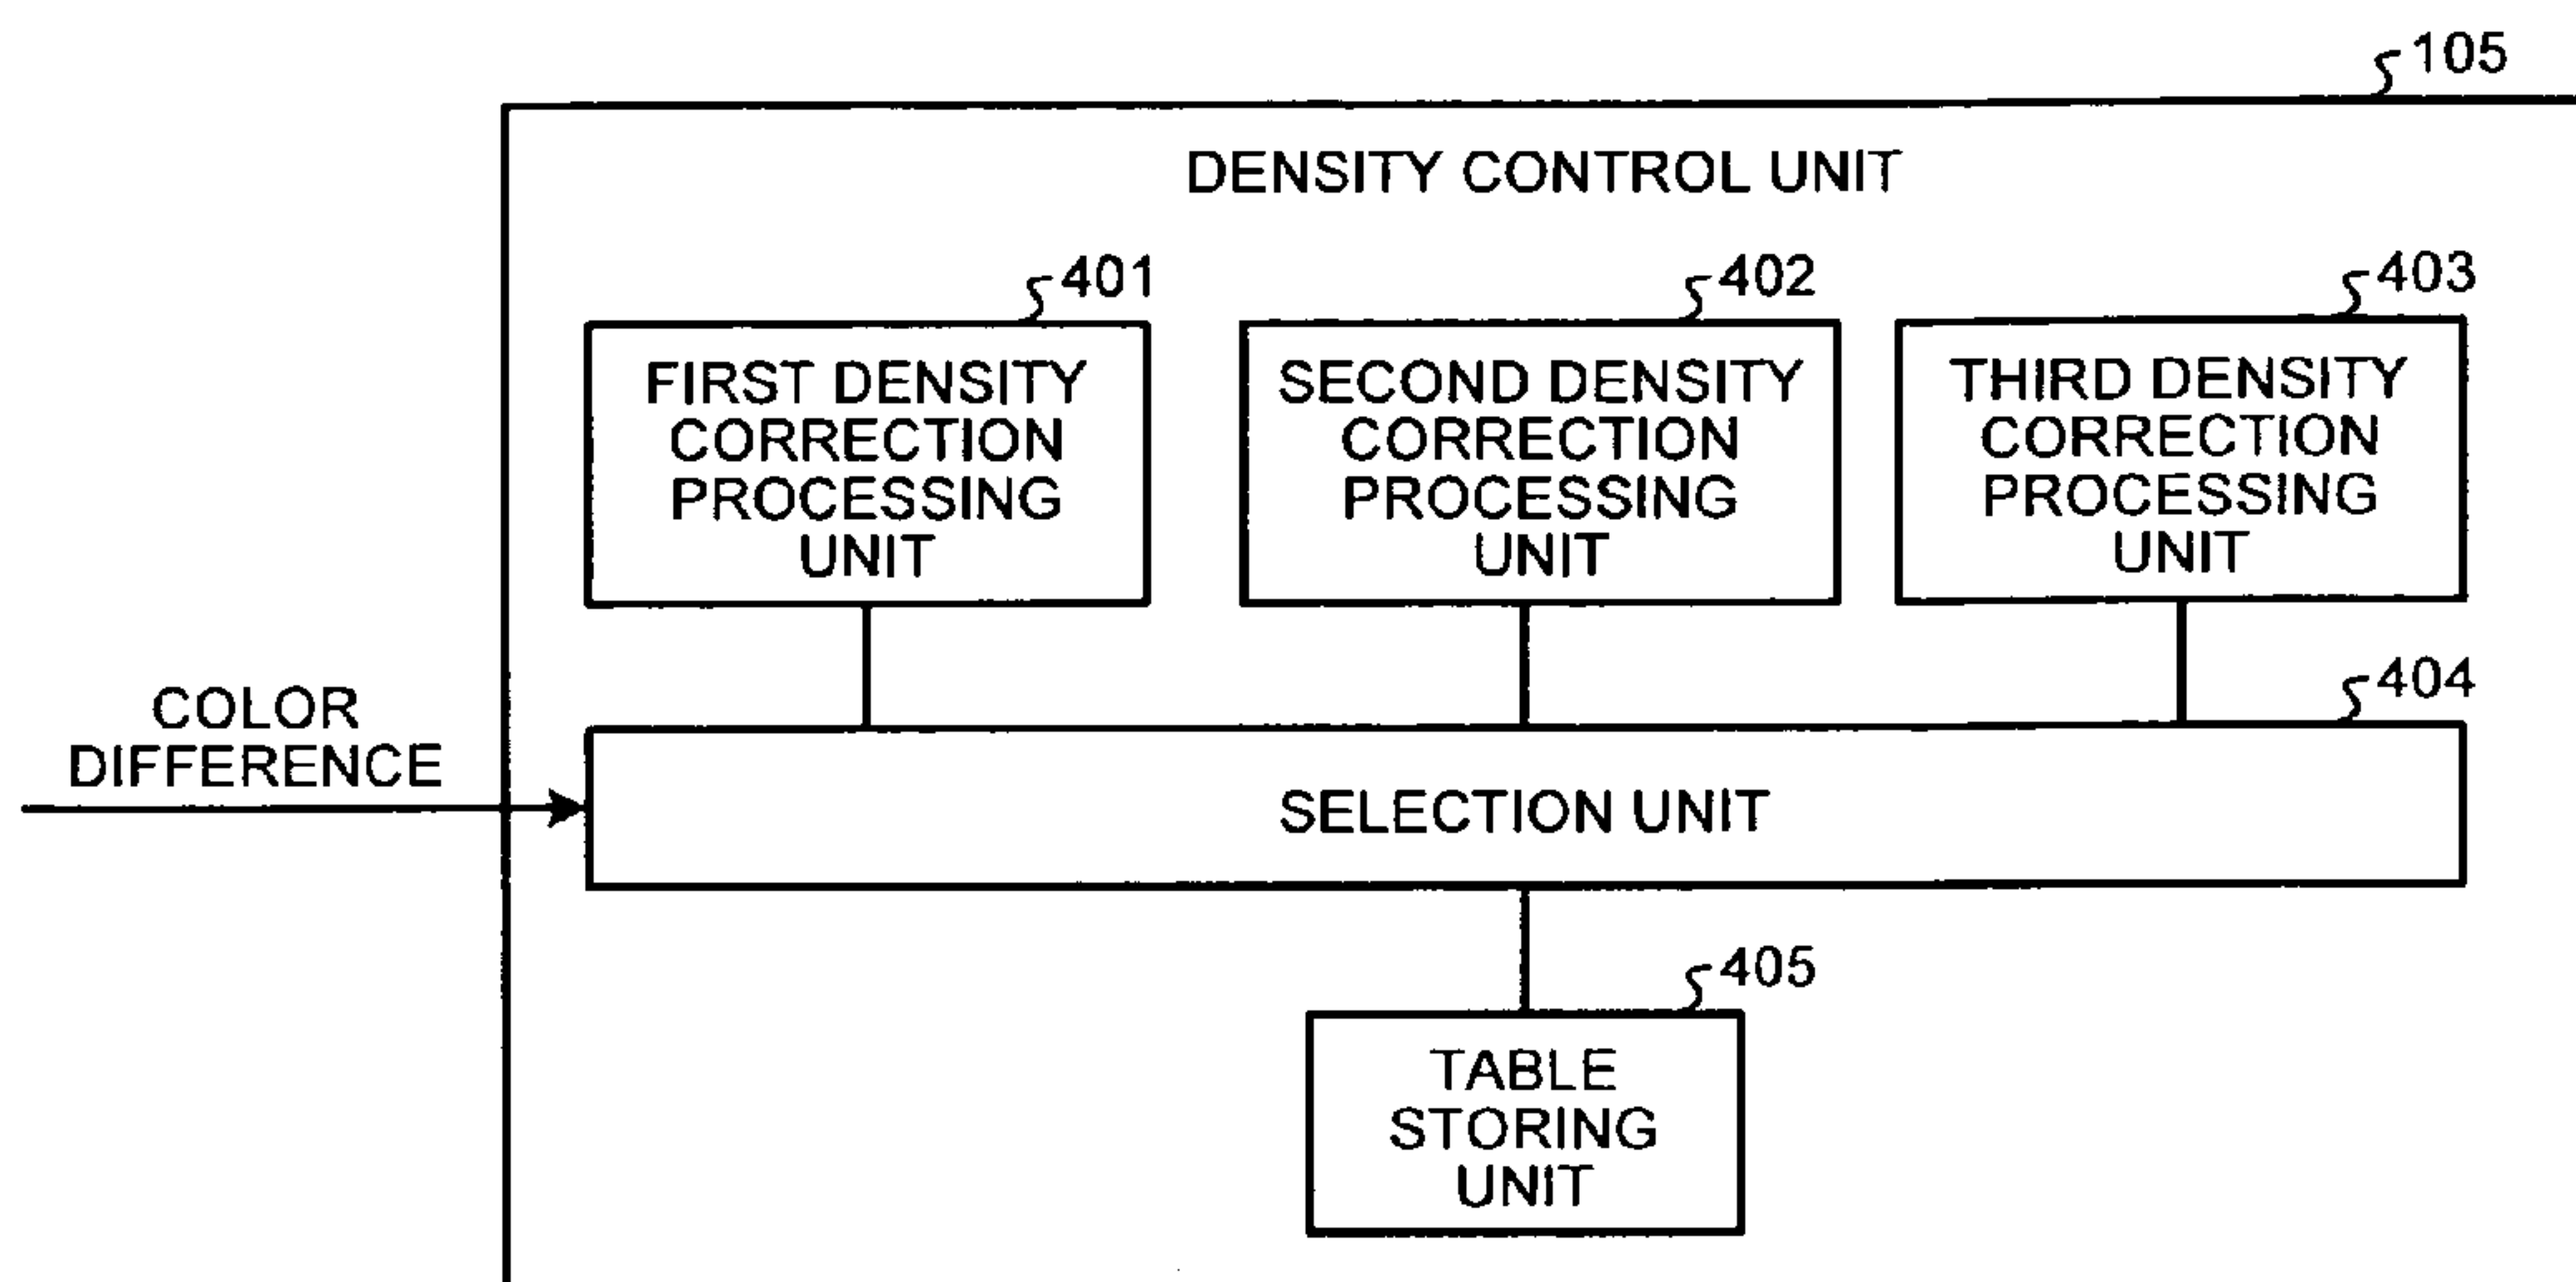 105
DENSITY CONTROL UNIT
401
FIRST DENSITY
CORRECTION
PROCESSING
UNIT
402
SECOND DENSITY
CORRECTION
PROCESSING
UNIT
403
THIRD DENSITY
CORRECTION
PROCESSING
UNIT
COLOR
DIFFERENCE
404
SELECTION UNIT
405
TABLE
STORING
UNIT